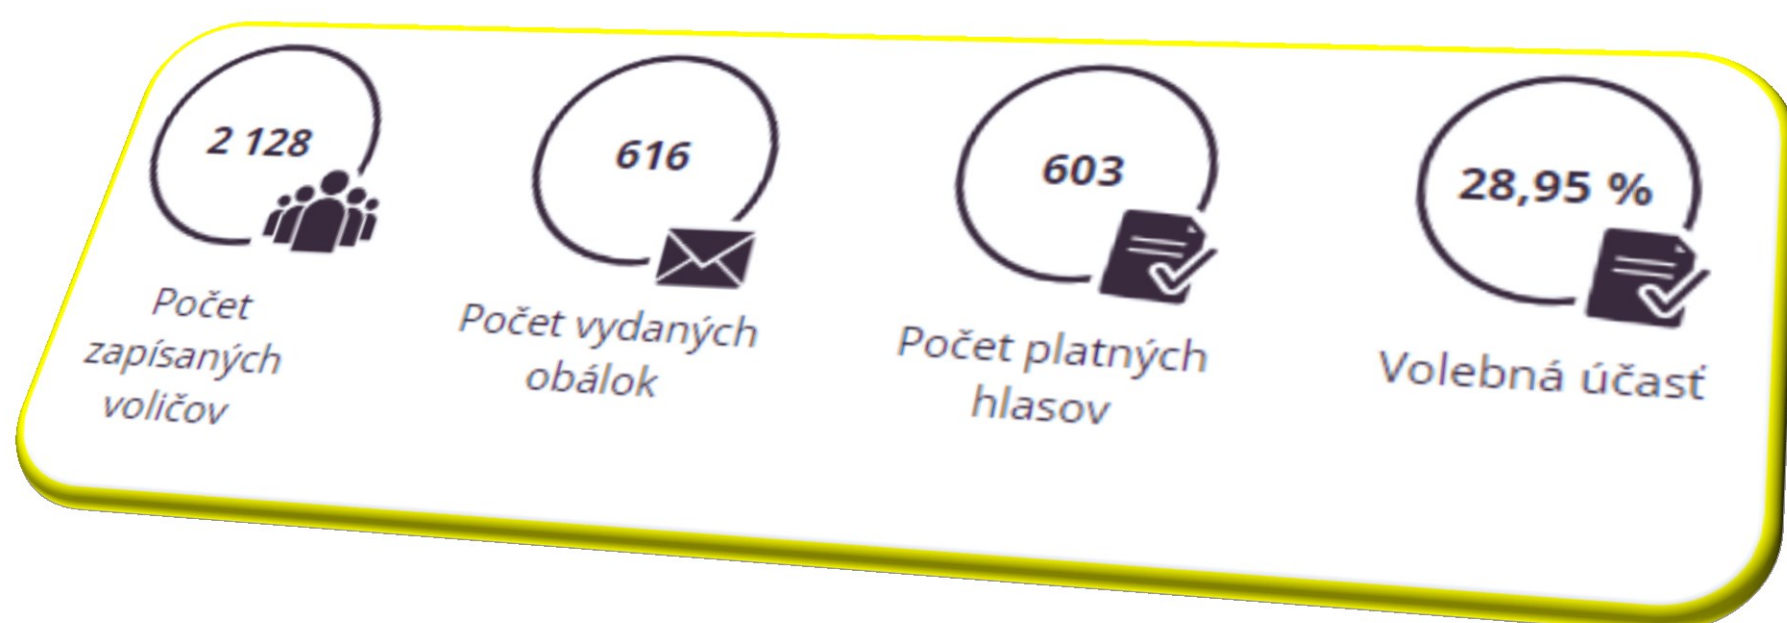 2 128
Počet
zapísaných
voličov
616
Počet vydaných
obálok
603
Počet platných
hlasov
28,95 %
Volebná účasť